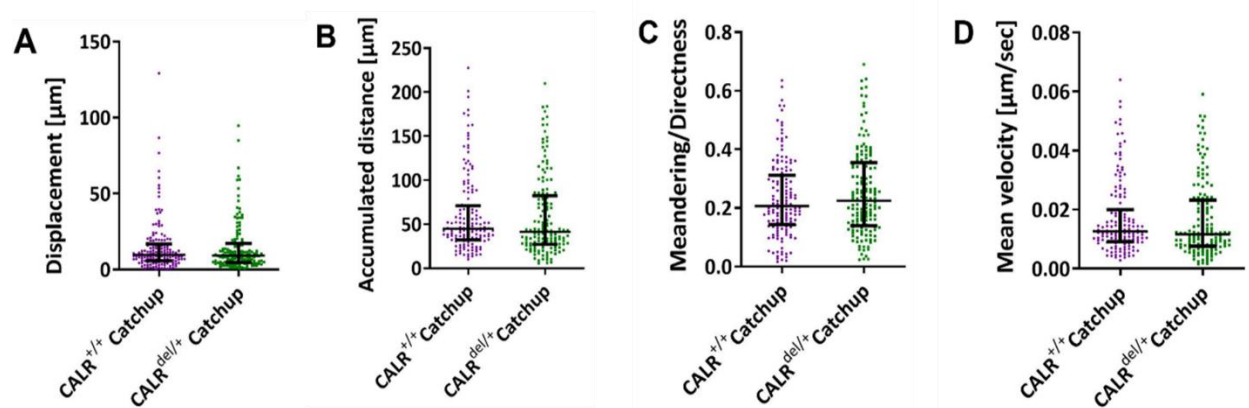 A
Displacement [µm]
150
100
50
0
CALR+/+ Catchup
CALRdel/+ Catchup
B
Accumulated distance [µm]
250
200
150
100
50
0
CALR+/+ Catchup
CALRdel/+ Catchup
C
Meandering/Directness
0.8
0.6
0.4
0.2
0.0
CALR+/+ Catchup
CALRdel/+ Catchup
D
Mean velocity [µm/sec]
0.08
0.06
0.04
0.02
0.00
CALR+/+ Catchup
CALRdel/+ Catchup